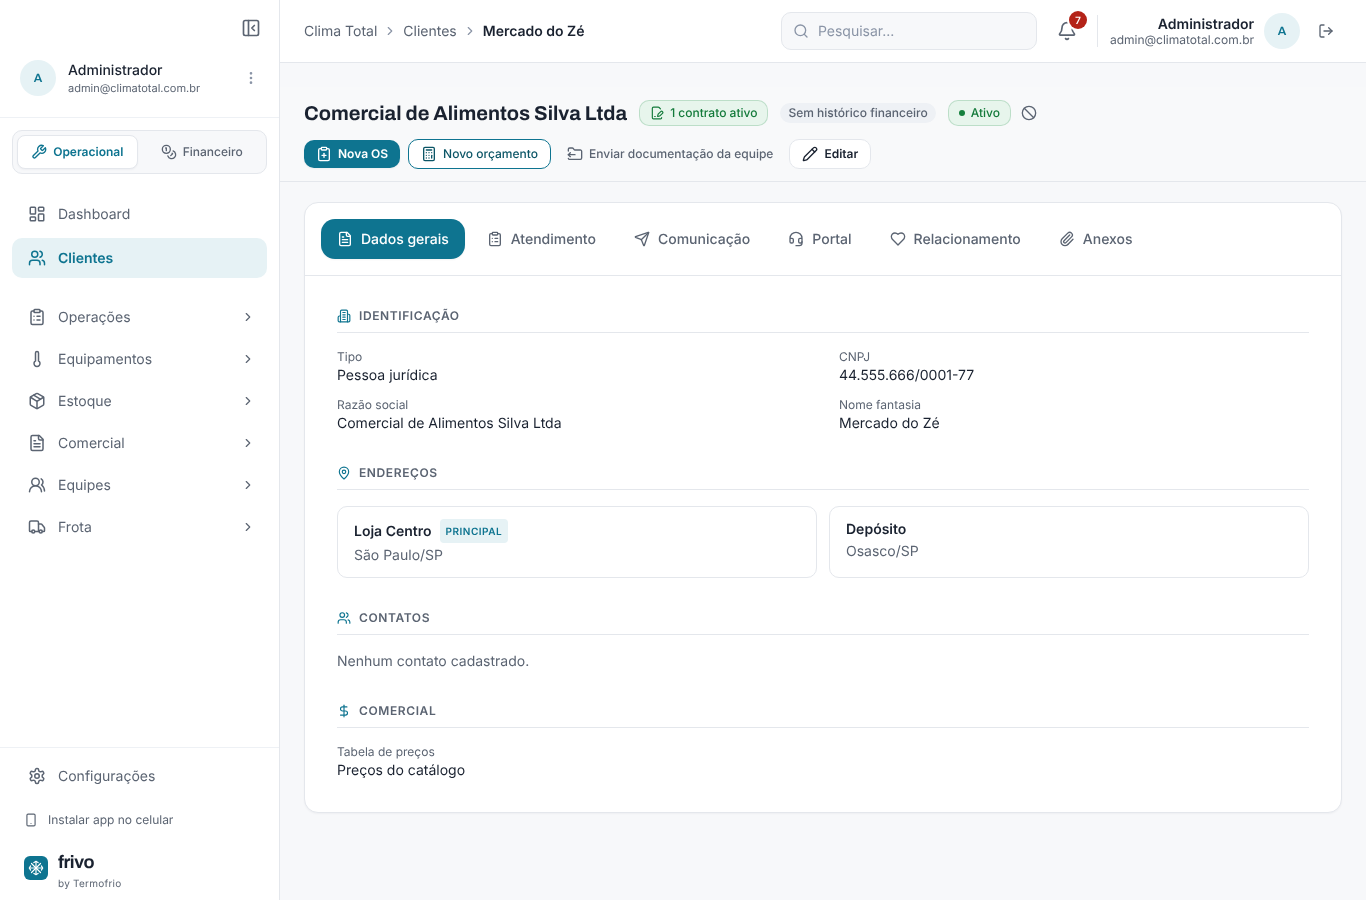 Administrador
admin@climatotal.com.br
A
Operacional
Financeiro
Dashboard
Clientes
Operações
Equipamentos
Estoque
Comercial
Equipes
Frota
Configurações
Instalar app no celular
frivo
by Termofrio
Clima Total > Clientes > Mercado do Zé
Pesquisar...
7
Administrador
admin@climatotal.com.br
A
Comercial de Alimentos Silva Ltda
1 contrato ativo
Sem histórico financeiro
Ativo
Nova OS
Novo orçamento
Enviar documentação da equipe
Editar
Dados gerais
Atendimento
Comunicação
Portal
Relacionamento
Anexos
IDENTIFICAÇÃO
Tipo
Pessoa jurídica
CNPJ
44.555.666/0001-77
Razão social
Comercial de Alimentos Silva Ltda
Nome fantasia
Mercado do Zé
ENDEREÇOS
Loja Centro PRINCIPAL
São Paulo/SP
Depósito
Osasco/SP
CONTATOS
Nenhum contato cadastrado.
COMERCIAL
Tabela de preços
Preços do catálogo